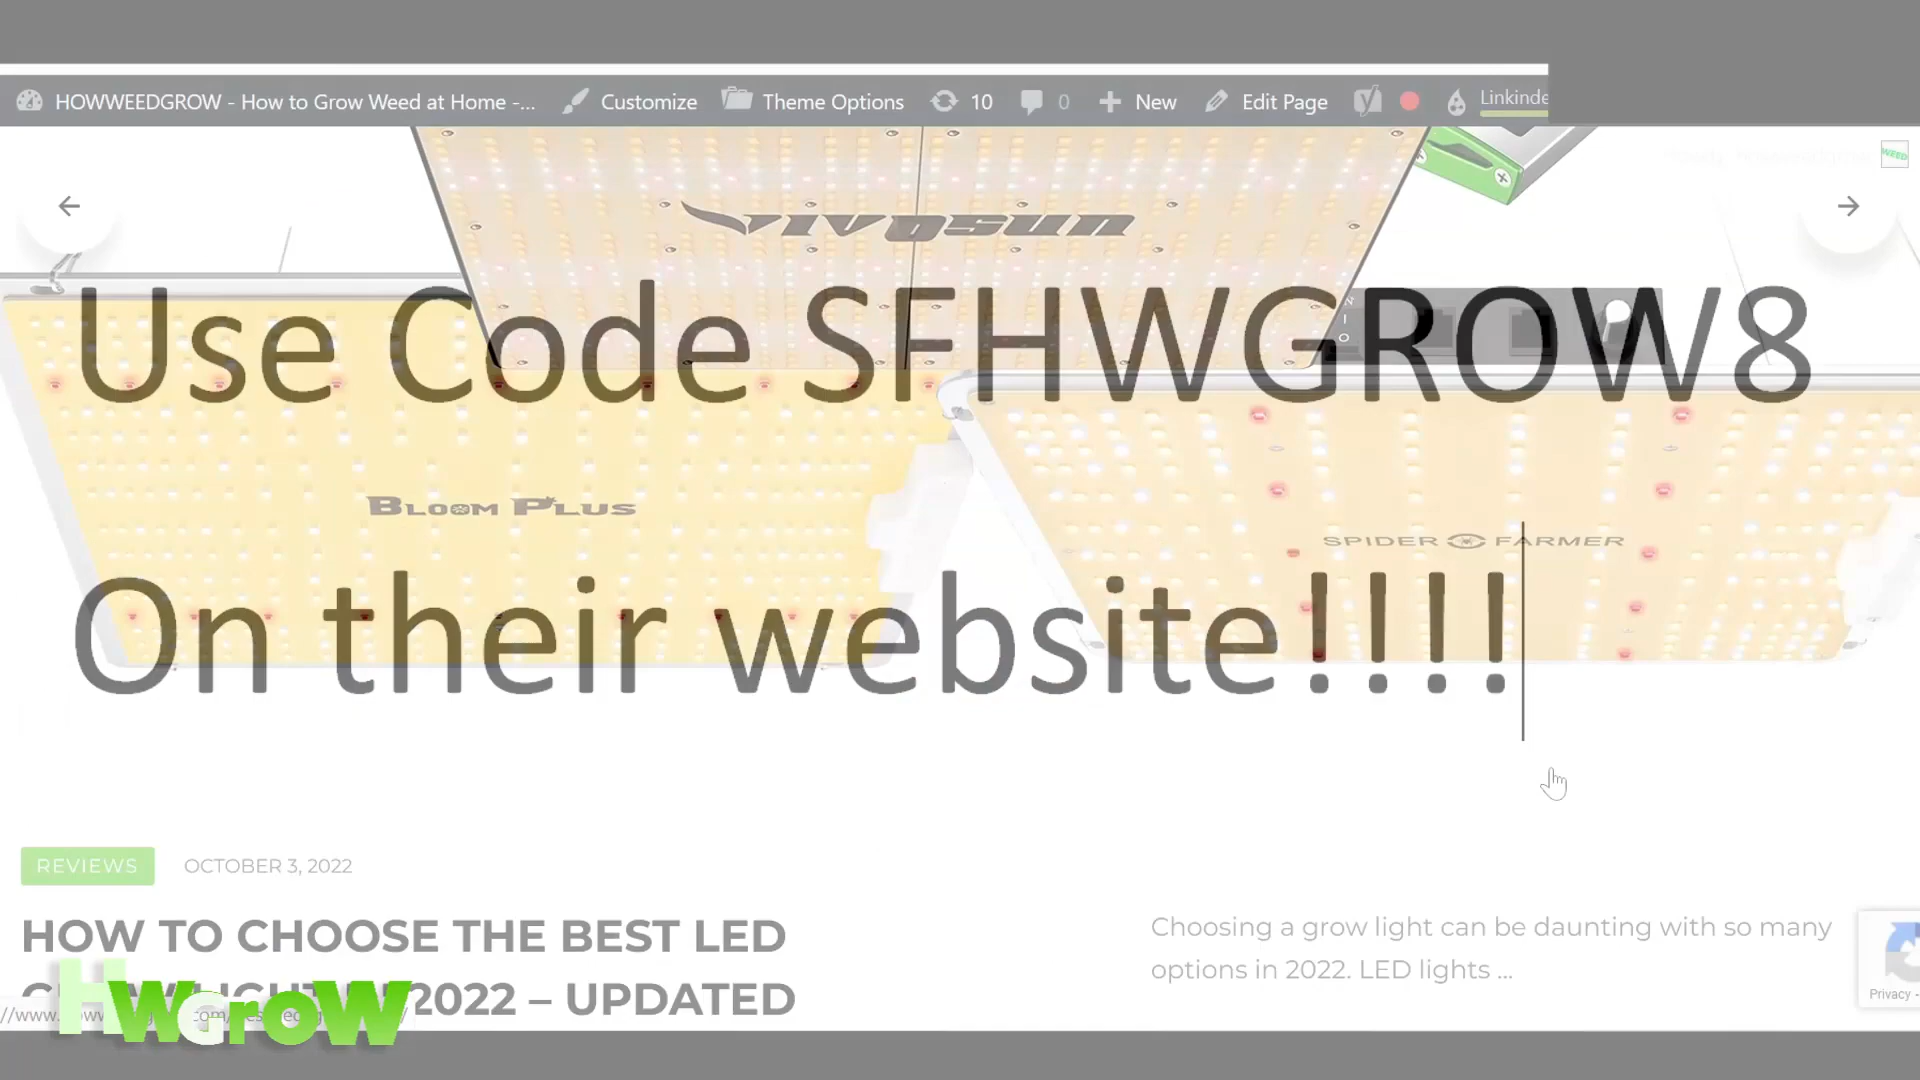 HOWWEEDGROW - How to Grow Weed at Home -... Customize Theme Options 10 0 New Edit Page Linkinde
WEED
VIVOSUN
Use Code SFHWGROW8
BLOOM PLUS
SPIDER FARMER
On their website!!!!
REVIEWS OCTOBER 3, 2022
HOW TO CHOOSE THE BEST LED
2022 – UPDATED
Choosing a grow light can be daunting with so many
options in 2022. LED lights ...
Privacy -
HWGroW